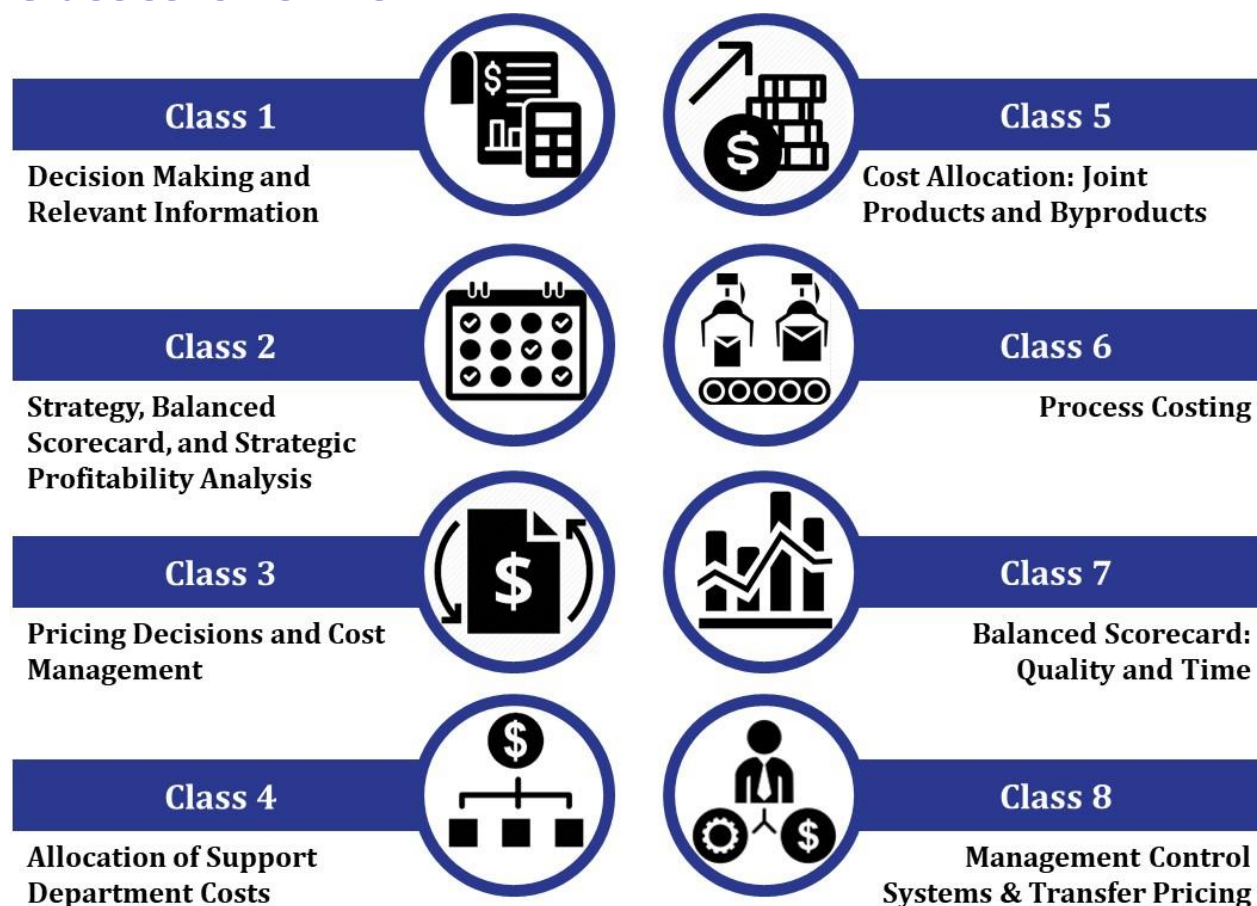 Class 1
Decision Making and
Relevant Information
Class 2
Strategy, Balanced
Scorecard, and Strategic
Profitability Analysis
Class 3
Pricing Decisions and Cost
Management
Class 4
Allocation of Support
Department Costs
Class 5
Cost Allocation: Joint
Products and Byproducts
Class 6
Process Costing
Class 7
Balanced Scorecard:
Quality and Time
Class 8
Management Control
Systems & Transfer Pricing